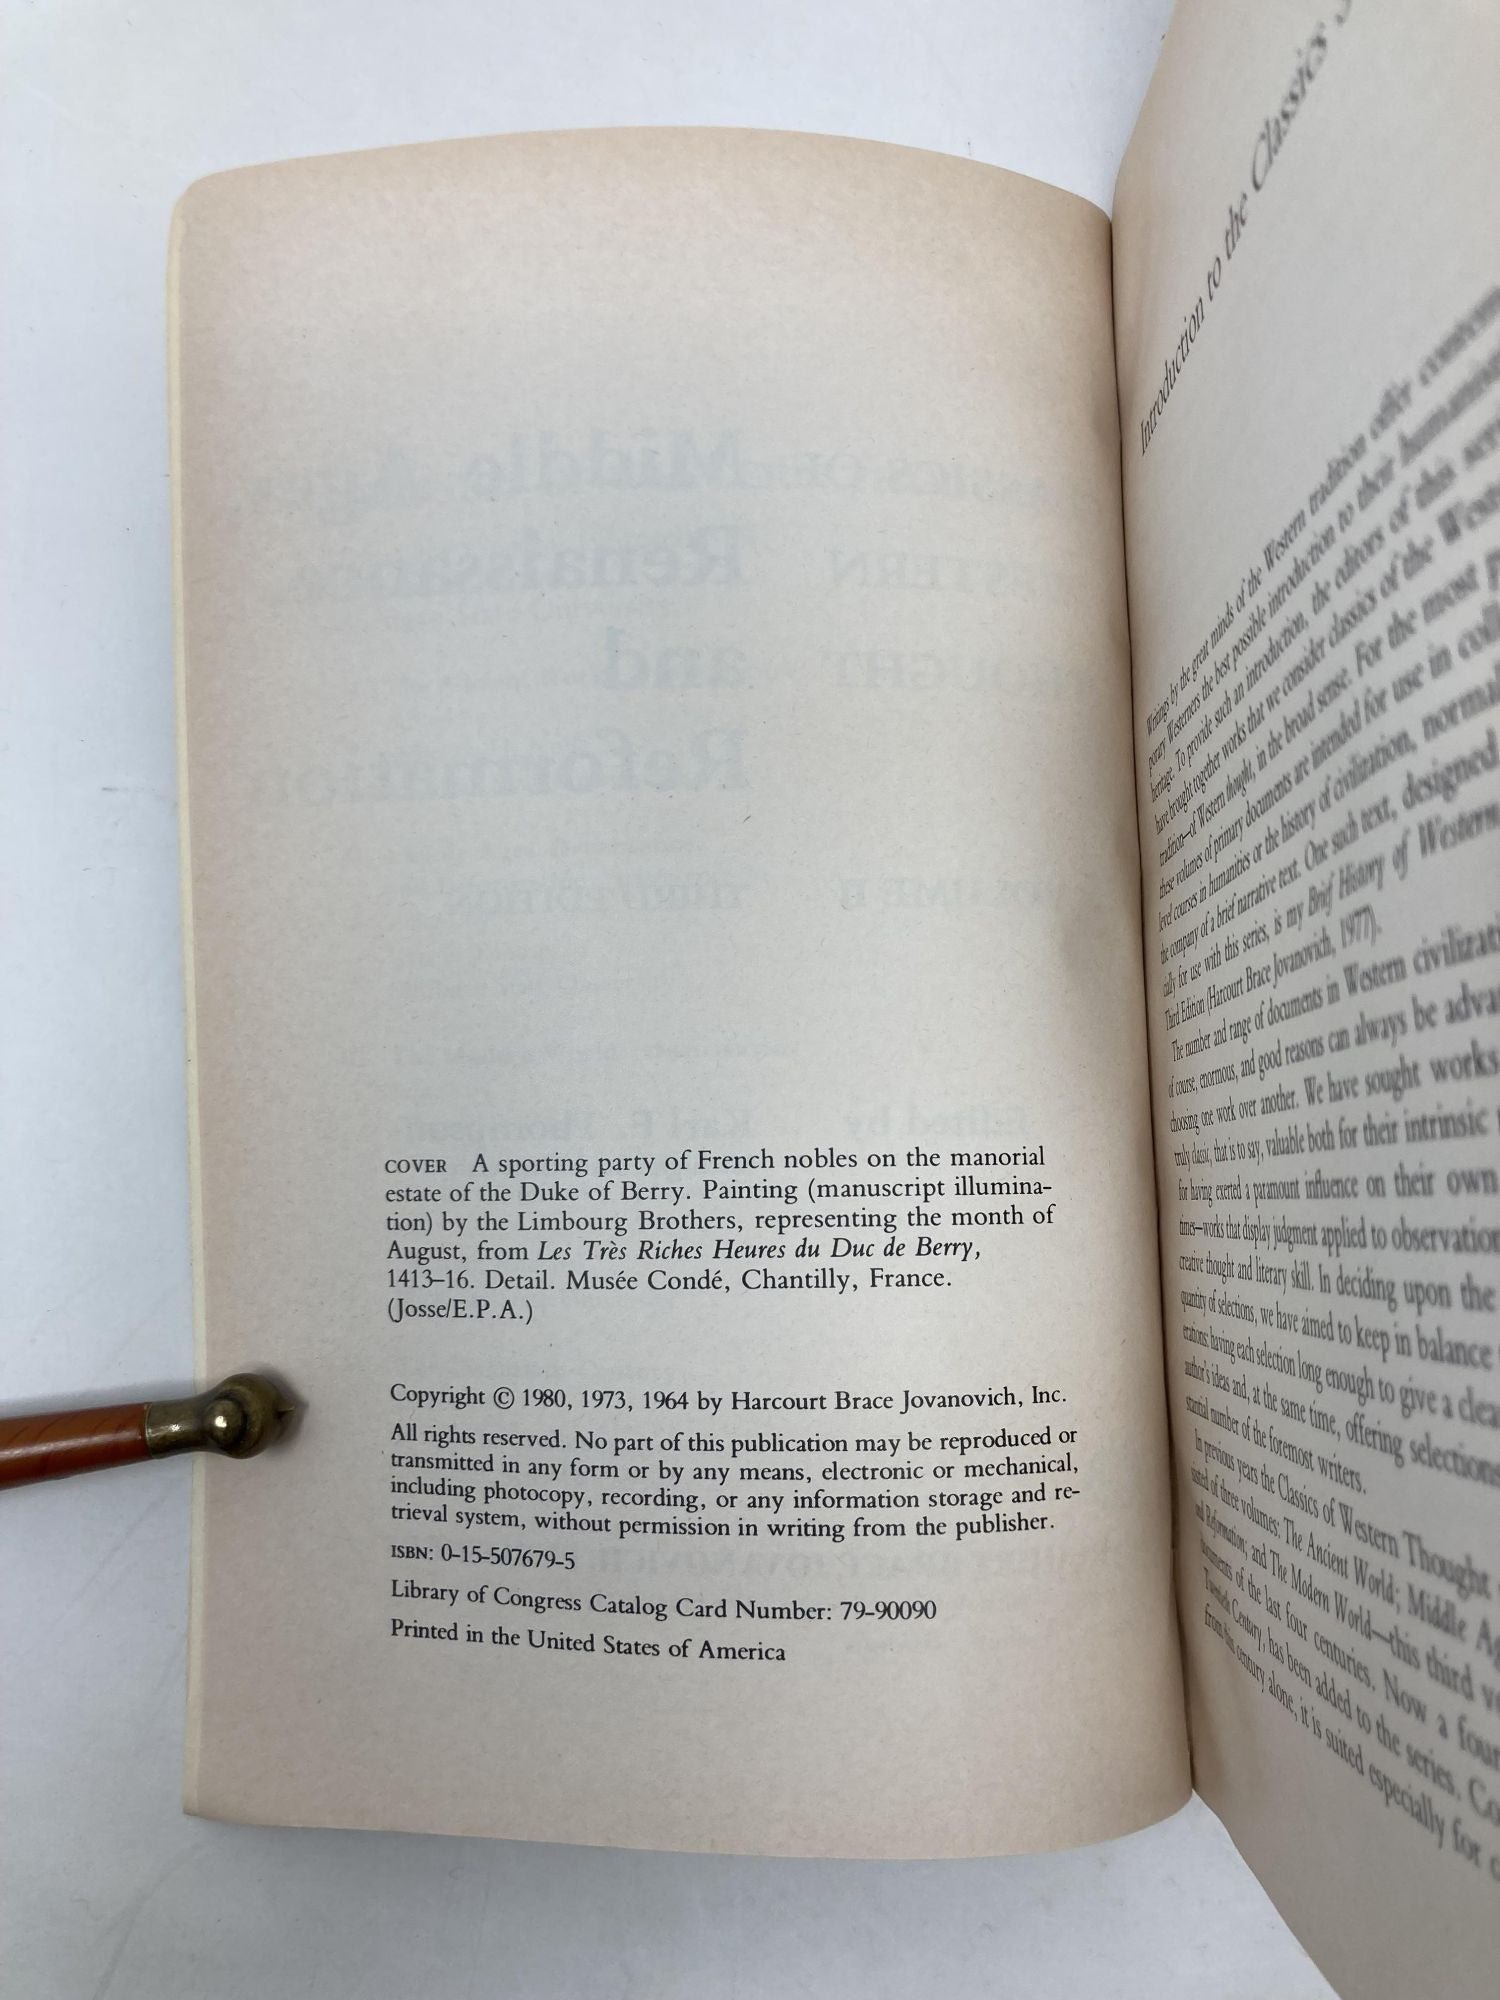 COVER A sporting party of French nobles on the manorial
estate of the Duke of Berry. Painting (manuscript illumina-
tion) by the Limbourg Brothers, representing the month of
August, from Les Très Riches Heures du Duc de Berry,
1413–16. Detail. Musée Condé, Chantilly, France.
(Josse/E.P.A.)
Copyright © 1980, 1973, 1964 by Harcourt Brace Jovanovich, Inc.
All rights reserved. No part of this publication may be reproduced or
transmitted in any form or by any means, electronic or mechanical,
including photocopy, recording, or any information storage and re-
trieval system, without permission in writing from the publisher.
ISBN: 0-15-507679-5
Library of Congress Catalog Card Number: 79-90090
Printed in the United States of America
Introduction to the Classics
Writings by the great minds of the Western tradition offer
porary Westerners the best possible introduction to their
heritage. To provide such an introduction, the editors of this
have brought together works that we consider classics of the
tradition—of Western thought, in the broad sense. For the most
these volumes of primary documents are intended for use in
level courses in humanities or the history of civilization,
the company of a brief narrative text. One such text, designed
cially for use with this series, is my Brief History of Western
Third Edition (Harcourt Brace Jovanovich, 1977).
The number and range of documents in Western
of course, enormous, and good reasons can always be
choosing one work over another. We have sought works
truly classic, that is to say, valuable both for their intrinsic
for having exerted a paramount influence on their own
times—works that display judgment applied to
creative thought and literary skill. In deciding upon the
quantity of selections, we have aimed to keep in balance
erations: having each selection long enough to give a
author's ideas and, at the same time, offering selections
stantial number of the foremost writers.
In previous years the Classics of Western Thought
sisted of three volumes: The Ancient World; Middle
and Reformation; and The Modern World—this third
documents of the last four centuries. Now a
Twentieth Century, has been added to the series.
from this century alone, it is suited especially for